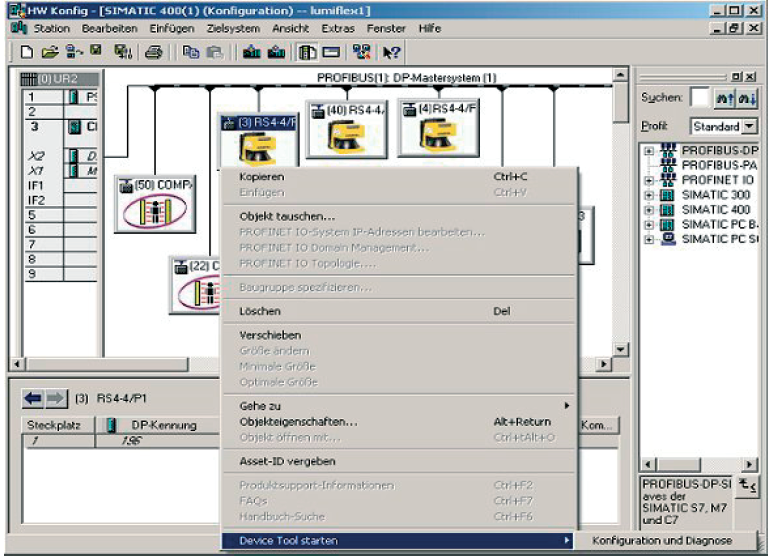 HW Konfig - [SIMATIC 400(1) (Konfiguration) -- lumiflex1]
Station Bearbeiten Einfügen Zielsystem Ansicht Extras Fenster Hilfe
(0) UR2
1
2
3
X2
X1
IF1
IF2
5
6
7
8
9
PROFIBUS(1): DP-Mastersystem (1)
(3) RS4-4/F
(40) RS4-4/
(4)RS4-4/F
(50) COMP
(22) C
Kopieren Ctrl+C
Einfügen Ctrl+V
Objekt tauschen...
PROFINET IO-System IP-Adressen bearbeiten...
PROFINET IO Domain Management...
PROFINET IO Topologie....
Baugruppe spezifizieren...
Löschen Del
Verschieben
Größe ändern
Minimale Größe
Optimale Größe
Gehe zu
Objekteigenschaften... Alt+Return
Objekt öffnen mit... Ctrl+tAlt+O
Asset-ID vergeben
Produktsupport-Informationen Ctrl+F2
FAQs Ctrl+F7
Handbuch-Suche Ctrl+F6
Device Tool starten
Konfiguration und Diagnose
(3) RS4-4/P1
Steckplatz DP-Kennung Kom...
1 196
Suchen:
Profil: Standard
PROFIBUS-DP
PROFIBUS-PA
PROFINET IO
SIMATIC 300
SIMATIC 400
SIMATIC PC B
SIMATIC PC St
PROFIBUS-DP-Sl
aves der
SIMATIC S7, M7
und C7